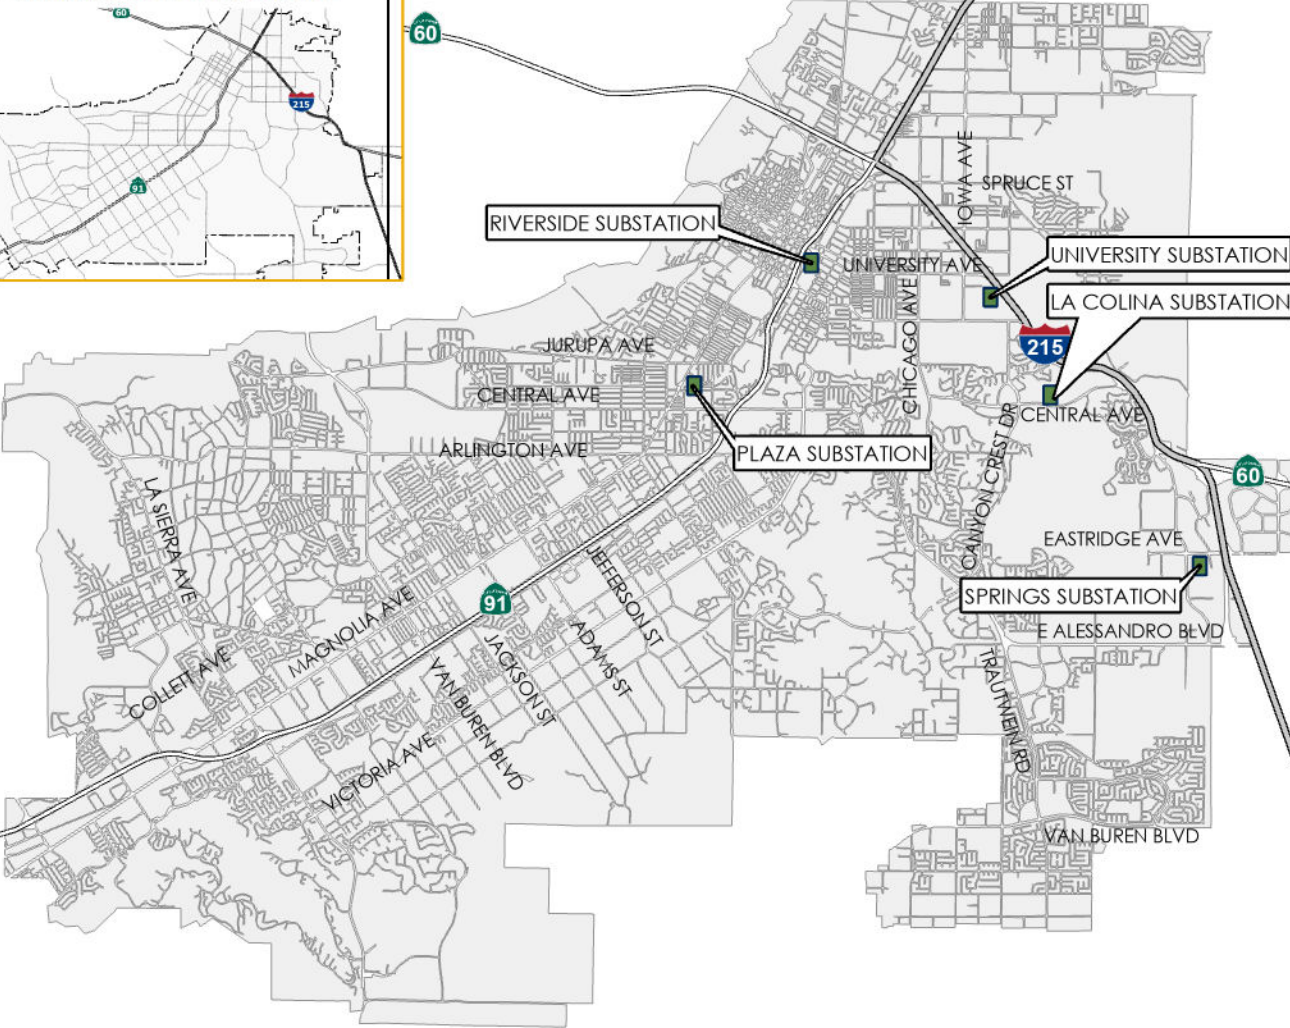 60
215
91
60
IOWA AVE
SPRUCE ST
RIVERSIDE SUBSTATION
UNIVERSITY AVE
UNIVERSITY SUBSTATION
LA COLINA SUBSTATION
CHICAGO AVE
215
JURUPA AVE
CENTRAL AVE
CENTRAL AVE
ARLINGTON AVE
PLAZA SUBSTATION
CANYON CREST DR
60
LA SIERRA AVE
EASTRIDGE AVE
SPRINGS SUBSTATION
91
JEFFERSON ST
MAGNOLIA AVE
ADAMS ST
JACKSON ST
E ALESSANDRO BLVD
COLLETT AVE
VAN BUREN BLVD
TRAUTWEIN RD
VICTORIA AVE
VAN BUREN BLVD